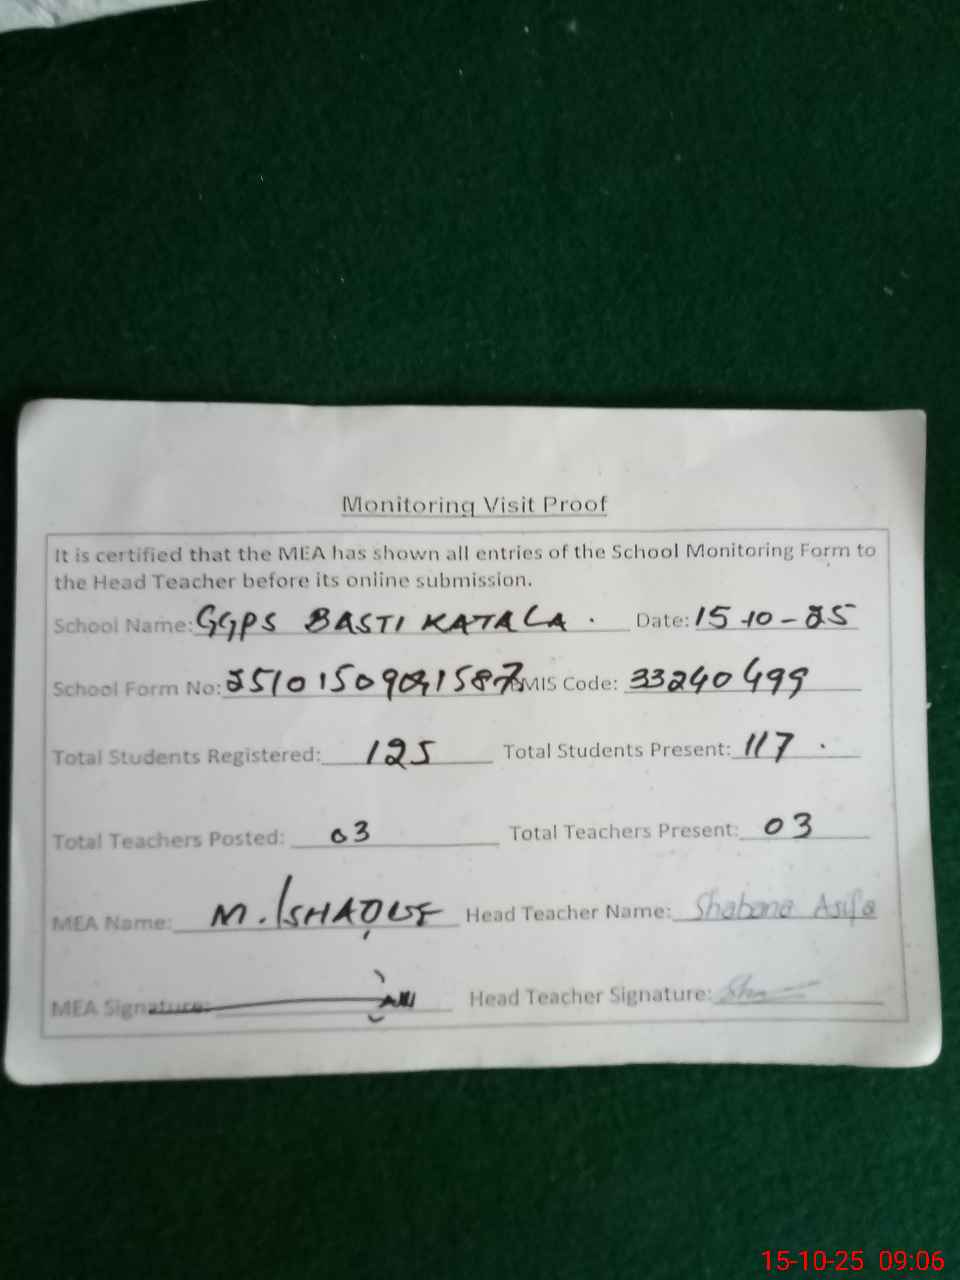 Monitoring Visit Proof
It is certified that the MEA has shown all entries of the School Monitoring Form to
the Head Teacher before its online submission.
School Name: GGPS BASTI KATALA. Date: 15-10-25
School Form No: EMIS Code: 33240499
Total Students Registered: 125 Total Students Present: 117.
Total Teachers Posted: 03 Total Teachers Present: 03
MEA Name: M. ISHAQUE Head Teacher Name: Shabana Asifa
MEA Signature: Head Teacher Signature:
15-10-25 09:06